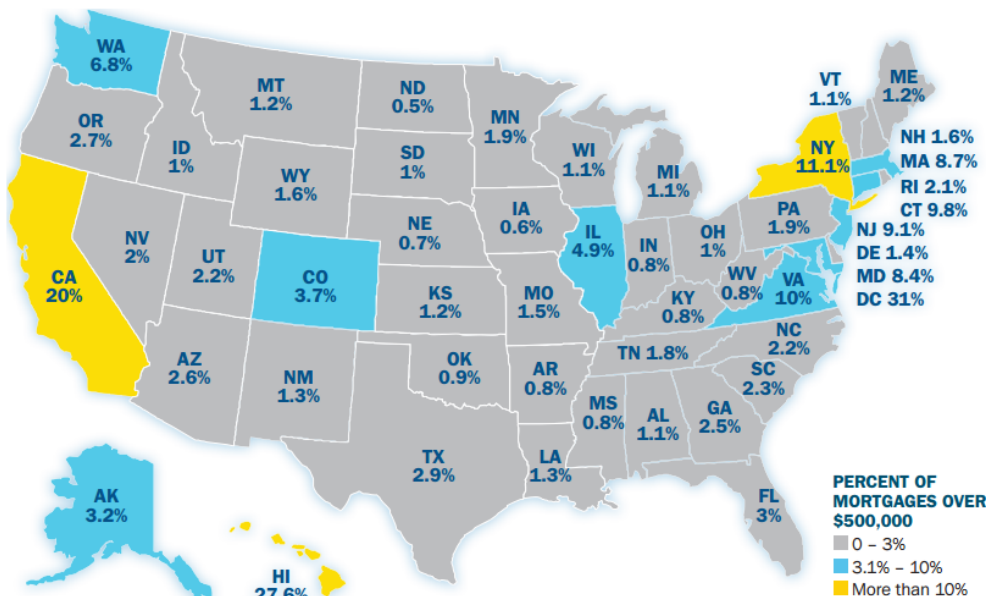 WA
6.8%
OR
2.7%
ID
1%
MT
1.2%
WY
1.6%
ND
0.5%
SD
1%
NE
0.7%
MN
1.9%
IA
0.6%
WI
1.1%
MI
1.1%
VT
1.1%
ME
1.2%
NY
11.1%
NH 1.6%
MA 8.7%
RI 2.1%
CT 9.8%
NJ 9.1%
DE 1.4%
MD 8.4%
DC 31%
PA
1.9%
OH
1%
IN
0.8%
IL
4.9%
WV
0.8%
VA
10%
KY
0.8%
CA
20%
NV
2%
UT
2.2%
CO
3.7%
KS
1.2%
MO
1.5%
AZ
2.6%
NM
1.3%
OK
0.9%
AR
0.8%
TN 1.8%
NC
2.2%
SC
2.3%
MS
0.8%
AL
1.1%
GA
2.5%
TX
2.9%
LA
1.3%
FL
3%
AK
3.2%
HI
27.6%
PERCENT OF
MORTGAGES OVER
$500,000
0 – 3%
3.1% – 10%
More than 10%